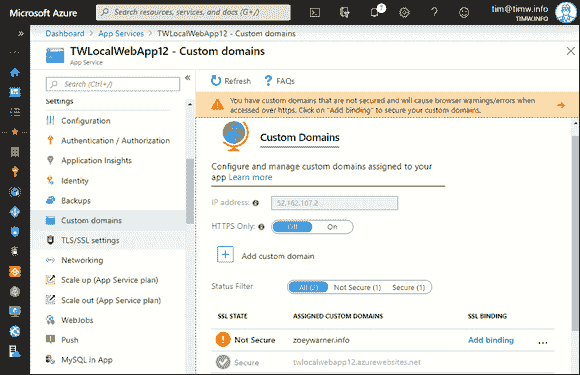 Microsoft Azure
Search resources, services, and docs (G+/)
1
tim@timw.info
TIMW.INFO
Dashboard > App Services > TWLocalWebApp12 - Custom domains
TWLocalWebApp12 - Custom domains
App Service
Search (Ctrl+/)
Settings
Configuration
Authentication / Authorization
Application Insights
Identity
Backups
Custom domains
TLS/SSL settings
Networking
Scale up (App Service plan)
Scale out (App Service plan)
WebJobs
Push
MySQL in App
Refresh
FAQs
You have custom domains that are not secured and will cause browser warnings/errors when
accessed over https. Click on "Add binding" to secure your custom domains.
Custom Domains
Configure and manage custom domains assigned to your
app Learn more
IP address:
52.162.107.2
HTTPS Only:
Off
On
Add custom domain
Status Filter
All (2)
Not Secure (1)
Secure (1)
SSL STATE
ASSIGNED CUSTOM DOMAINS
SSL BINDING
Not Secure
zoeywarner.info
Add binding
...
Secure
twlocalwebapp12.azurewebsites.net